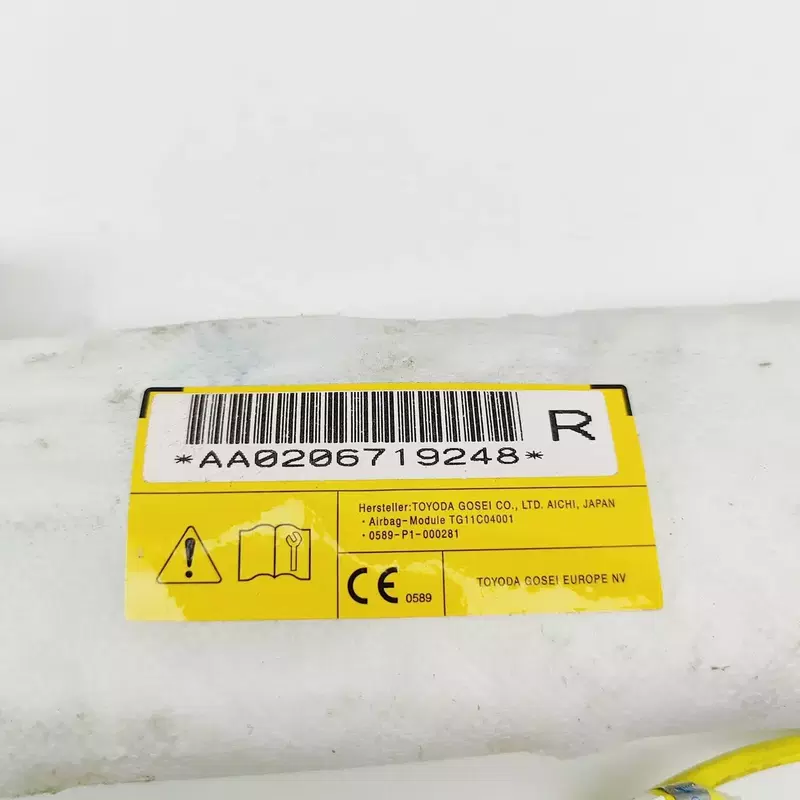 *AA0206719248*
R
Hersteller:TOYODA GOSEI CO., LTD. AICHI, JAPAN
· Airbag-Module TG11C04001
· 0589-P1-000281
CE 0589
TOYODA GOSEI EUROPE NV